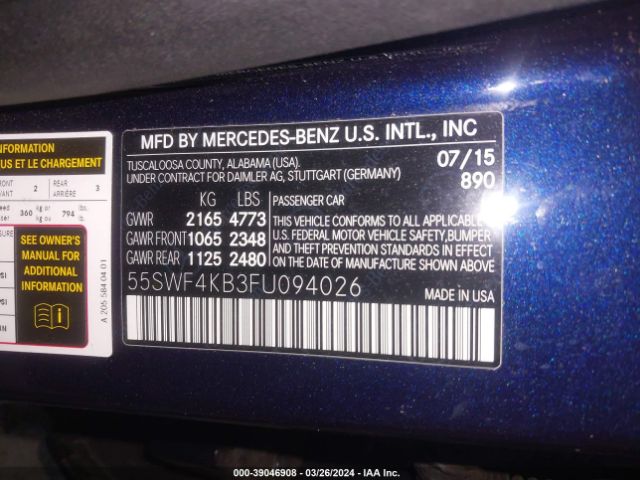 INFORMATION
US ET LE CHARGEMENT
FRONT 2 REAR 3
ARRIÈRE
360 kg 794 lbs.
SEE OWNER'S
MANUAL FOR
ADDITIONAL
INFORMATION
A 205 584 04 01
MFD BY MERCEDES-BENZ U.S. INTL., INC
TUSCALOOSA COUNTY, ALABAMA (USA). 07/15
UNDER CONTRACT FOR DAIMLER AG, STUTTGART (GERMANY) 890
KG LBS PASSENGER CAR
GVWR 2165 4773
GAWR FRONT 1065 2348
GAWR REAR 1125 2480
THIS VEHICLE CONFORMS TO ALL APPLICABLE
U.S. FEDERAL MOTOR VEHICLE SAFETY, BUMPER
AND THEFT PREVENTION STANDARDS IN EFFECT
ON THE DATE OF MANUFACTURE SHOWN ABOVE.
55SWF4KB3FU094026 MADE IN USA
000-39046908 - 03/26/2024 - IAA Inc.